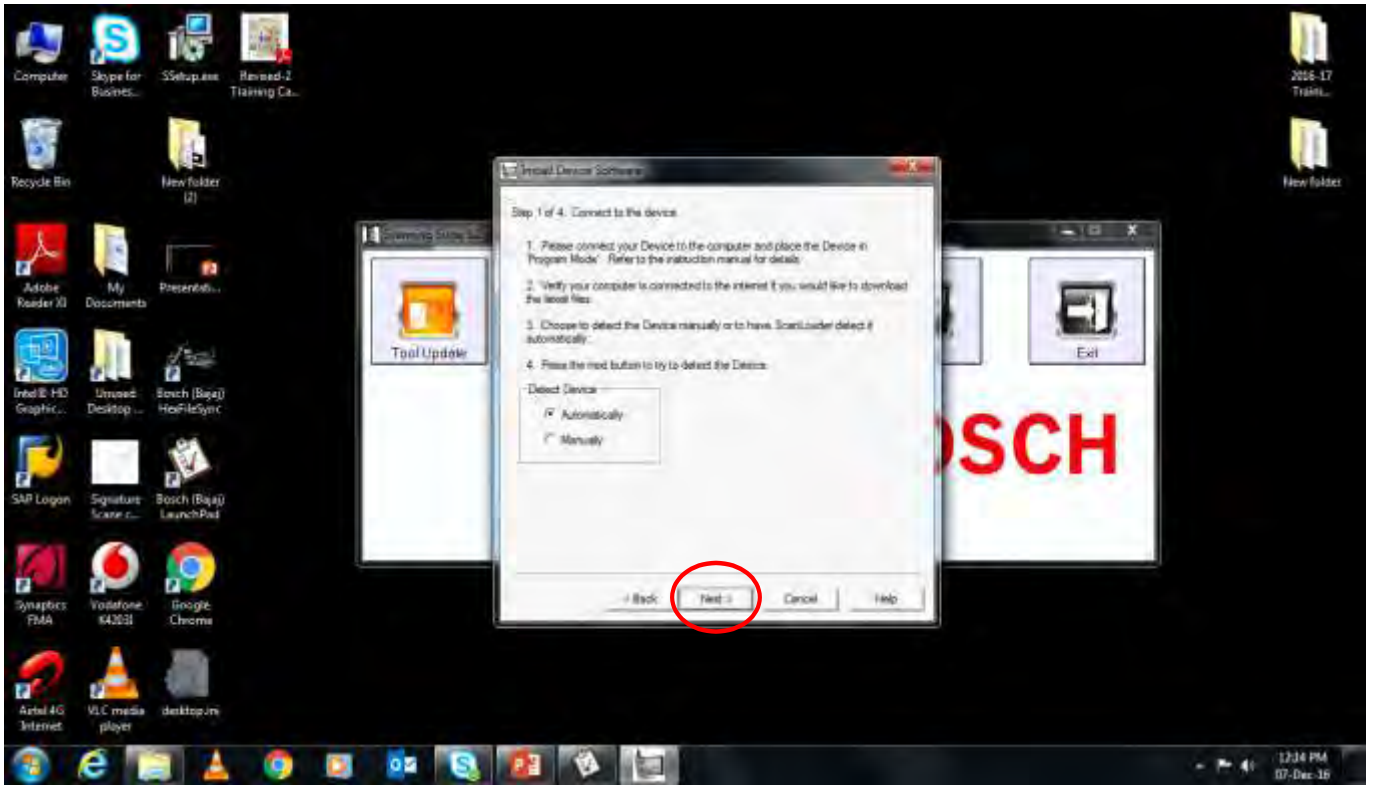 Computer
Skype for
Busines...
SSetup.exe
Revised-2
Training Ca...
2016-17
Traini...
Recycle Bin
New folder
(2)
New folder
Install Device Software
Step 1 of 4. Connect to the device.
1. Please connect your Device to the computer and place the Device in
'Program Mode'. Refer to the instruction manual for details.
2. Verify your computer is connected to the internet if you would like to download
the latest files.
3. Choose to detect the Device manually or to have ScanLoader detect it
automatically.
4. Press the next button to try to detect the Device.
Detect Device
Automatically
Manually
< Back
Next >
Cancel
Help
Scanning Suite
Tool Update
Exit
OSCH
Adobe
Reader XI
My
Documents
Presentati...
Intel® HD
Graphic...
Unused
Desktop ...
Bosch (Bajaj)
HexFileSync
SAP Logon
Signature
Scane c...
Bosch (Bajaj)
LaunchPad
Synaptics
FMA
Vodafone
K4203i
Google
Chrome
Airtel 4G
Internet
VLC media
player
desktop.ini
12:14 PM
07-Dec-16